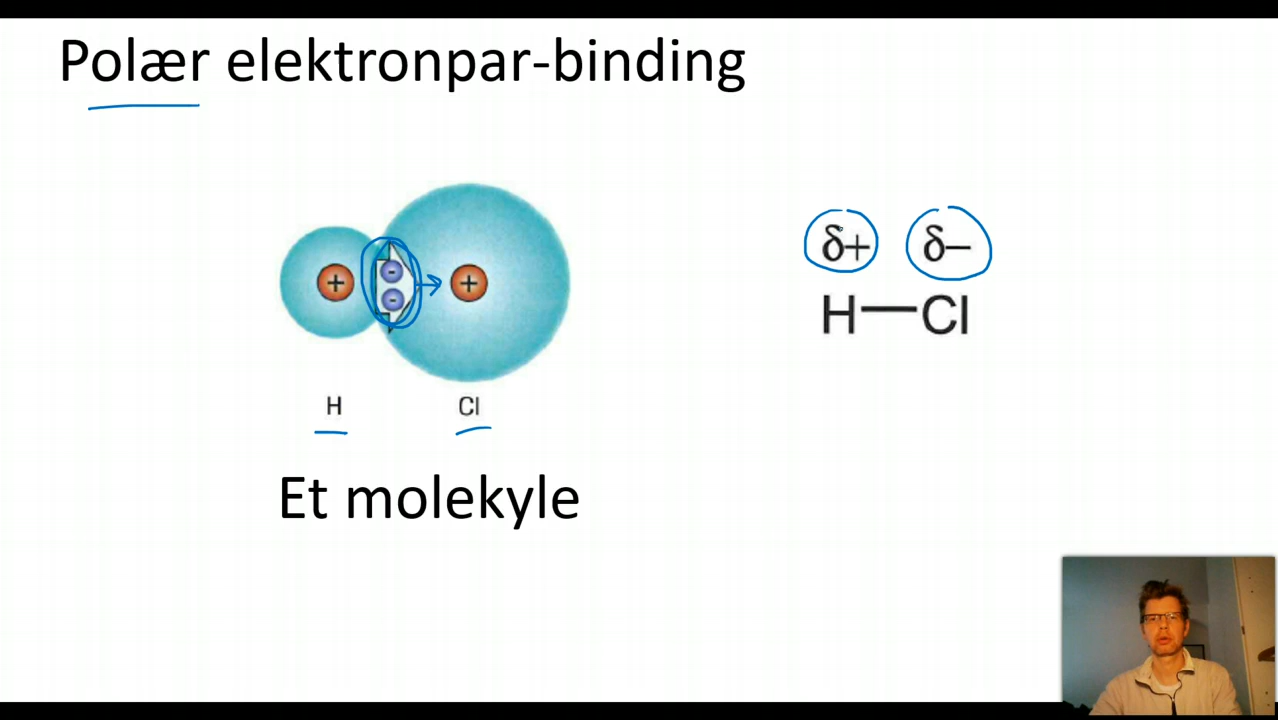 Polær elektronpar-binding
+ - - +
δ+ δ−
H—Cl
H Cl
Et molekyle